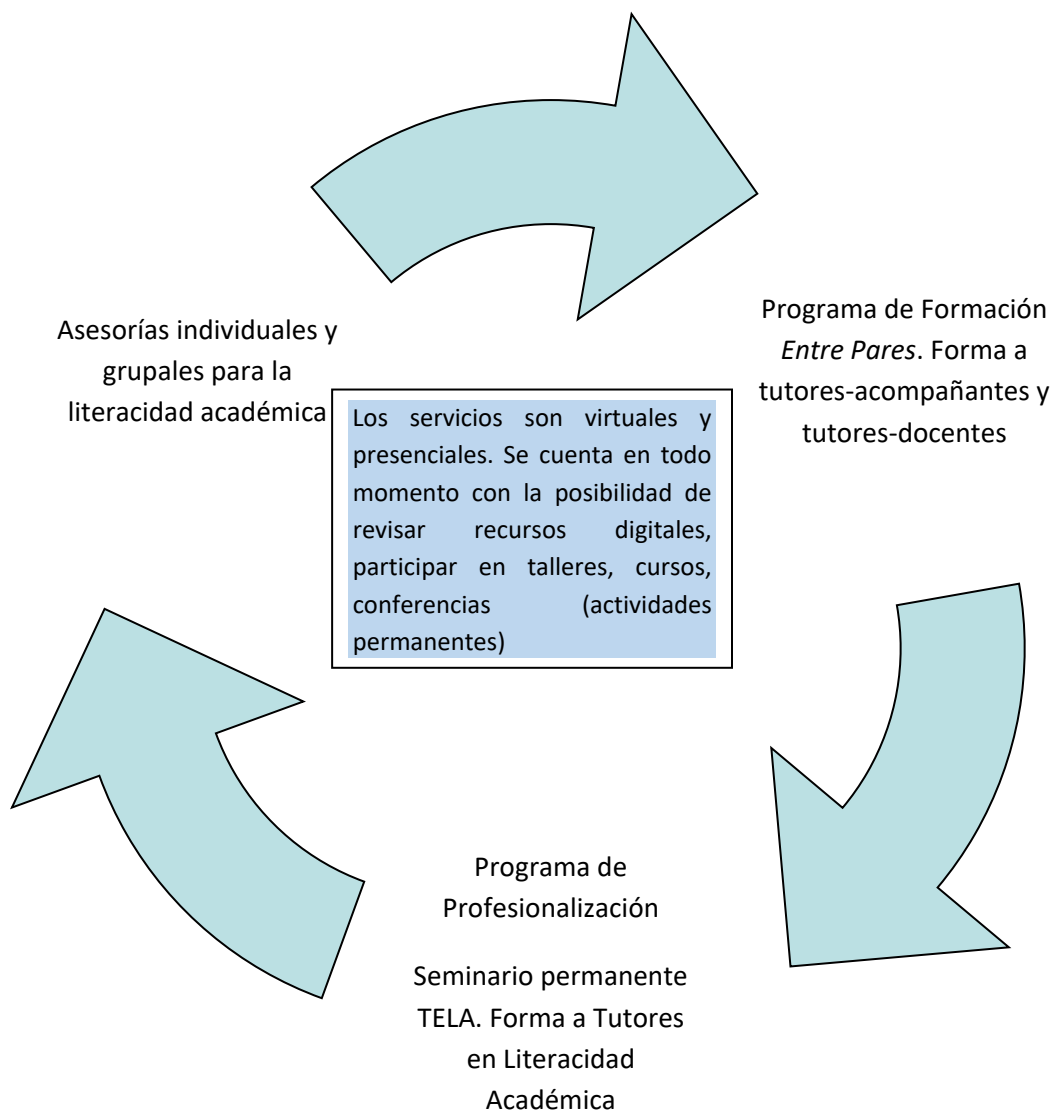 Asesorías individuales y
grupales para la
literacidad académica
Programa de Formación
Entre Pares. Forma a
tutores-acompañantes y
tutores-docentes
Los servicios son virtuales y
presenciales. Se cuenta en todo
momento con la posibilidad de
revisar recursos digitales,
participar en talleres, cursos,
conferencias (actividades
permanentes)
Programa de
Profesionalización
Seminario permanente
TELA. Forma a Tutores
en Literacidad
Académica